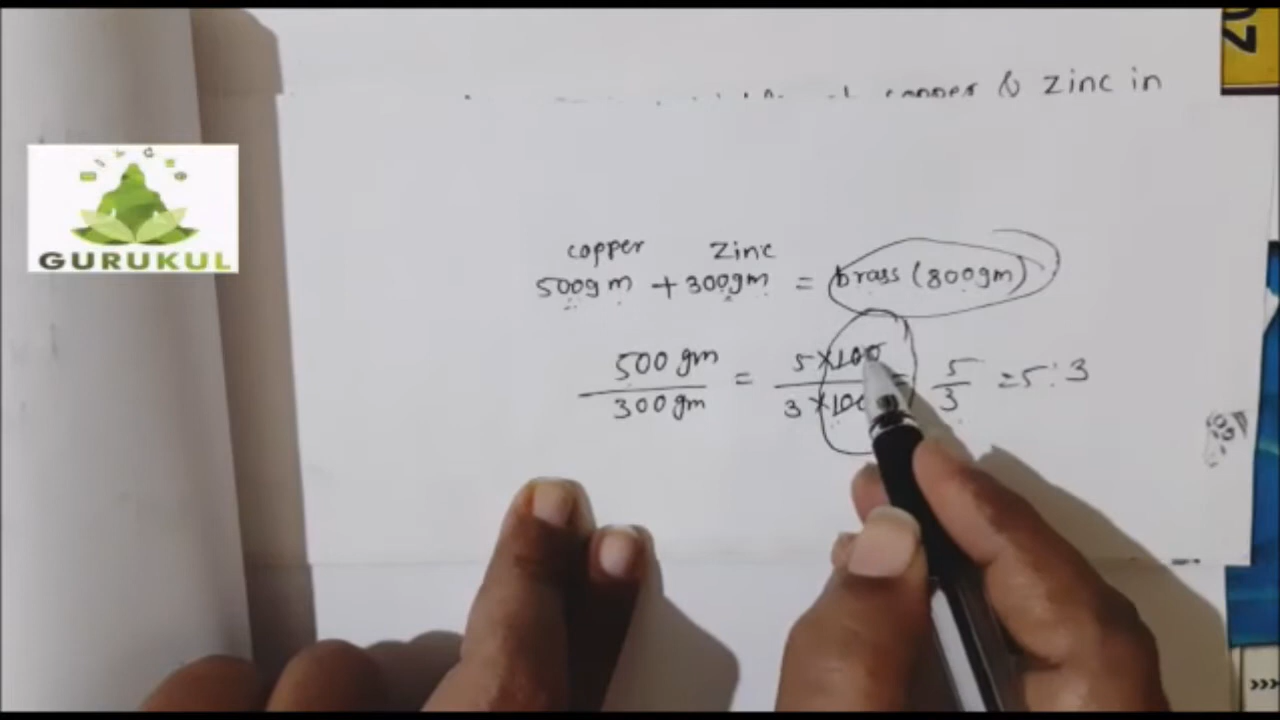 copper & zinc in
GURUKUL
copper zinc
500gm + 300gm = brass (800gm)
500 gm / 300 gm = 5×100 / 3×100 = 5/3 = 5:3
07
>>>